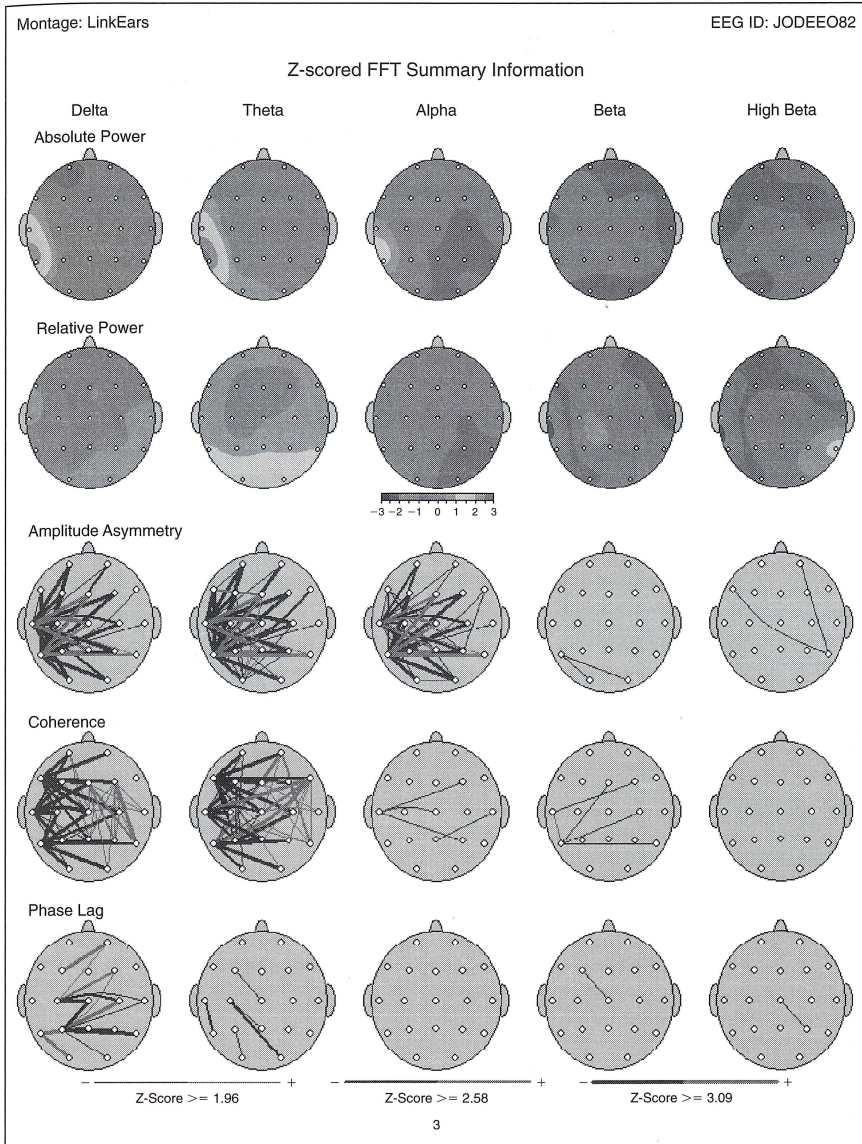 Montage: LinkEars EEG ID: JODEEO82
Z-scored FFT Summary Information
Delta Theta Alpha Beta High Beta
Absolute Power
Relative Power
−3 −2 −1 0 1 2 3
Amplitude Asymmetry
Coherence
Phase Lag
− + − + − +
Z-Score >= 1.96 Z-Score >= 2.58 Z-Score >= 3.09
3